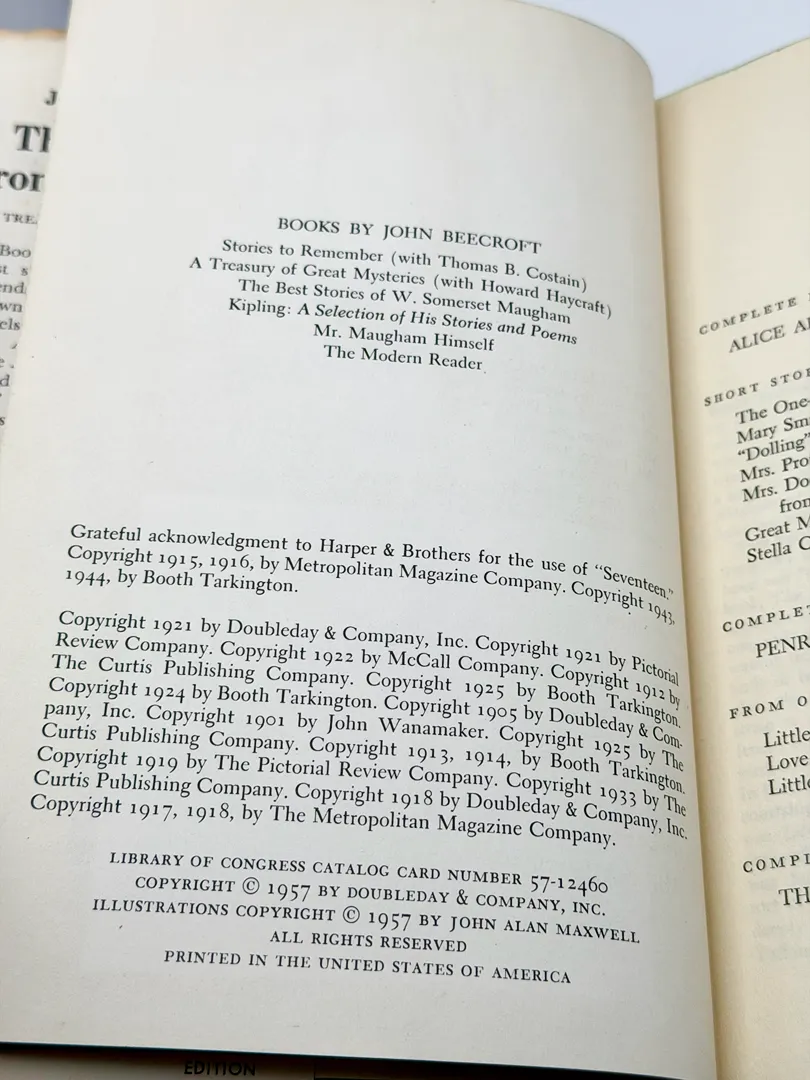 BOOKS BY JOHN BEECROFT
Stories to Remember (with Thomas B. Costain)
A Treasury of Great Mysteries (with Howard Haycraft)
The Best Stories of W. Somerset Maugham
Kipling: A Selection of His Stories and Poems
Mr. Maugham Himself
The Modern Reader
Grateful acknowledgment to Harper & Brothers for the use of "Seventeen."
Copyright 1915, 1916, by Metropolitan Magazine Company. Copyright 1943,
1944, by Booth Tarkington.
Copyright 1921 by Doubleday & Company, Inc. Copyright 1921 by Pictorial
Review Company. Copyright 1922 by McCall Company. Copyright 1912 by
The Curtis Publishing Company. Copyright 1925 by Booth Tarkington.
Copyright 1924 by Booth Tarkington. Copyright 1905 by Doubleday & Com-
pany, Inc. Copyright 1901 by John Wanamaker. Copyright 1925 by The
Curtis Publishing Company. Copyright 1913, 1914, by Booth Tarkington.
Copyright 1919 by The Pictorial Review Company. Copyright 1933 by The
Curtis Publishing Company. Copyright 1918 by Doubleday & Company, Inc.
Copyright 1917, 1918, by The Metropolitan Magazine Company.
LIBRARY OF CONGRESS CATALOG CARD NUMBER 57-12460
COPYRIGHT © 1957 BY DOUBLEDAY & COMPANY, INC.
ILLUSTRATIONS COPYRIGHT © 1957 BY JOHN ALAN MAXWELL
ALL RIGHTS RESERVED
PRINTED IN THE UNITED STATES OF AMERICA
COMPLETE
ALICE
SHORT
The One-
Mary
"Dolling"
Mrs.
Mrs.
from
Great
Stella
FROM
Little
Love
Little
EDITION